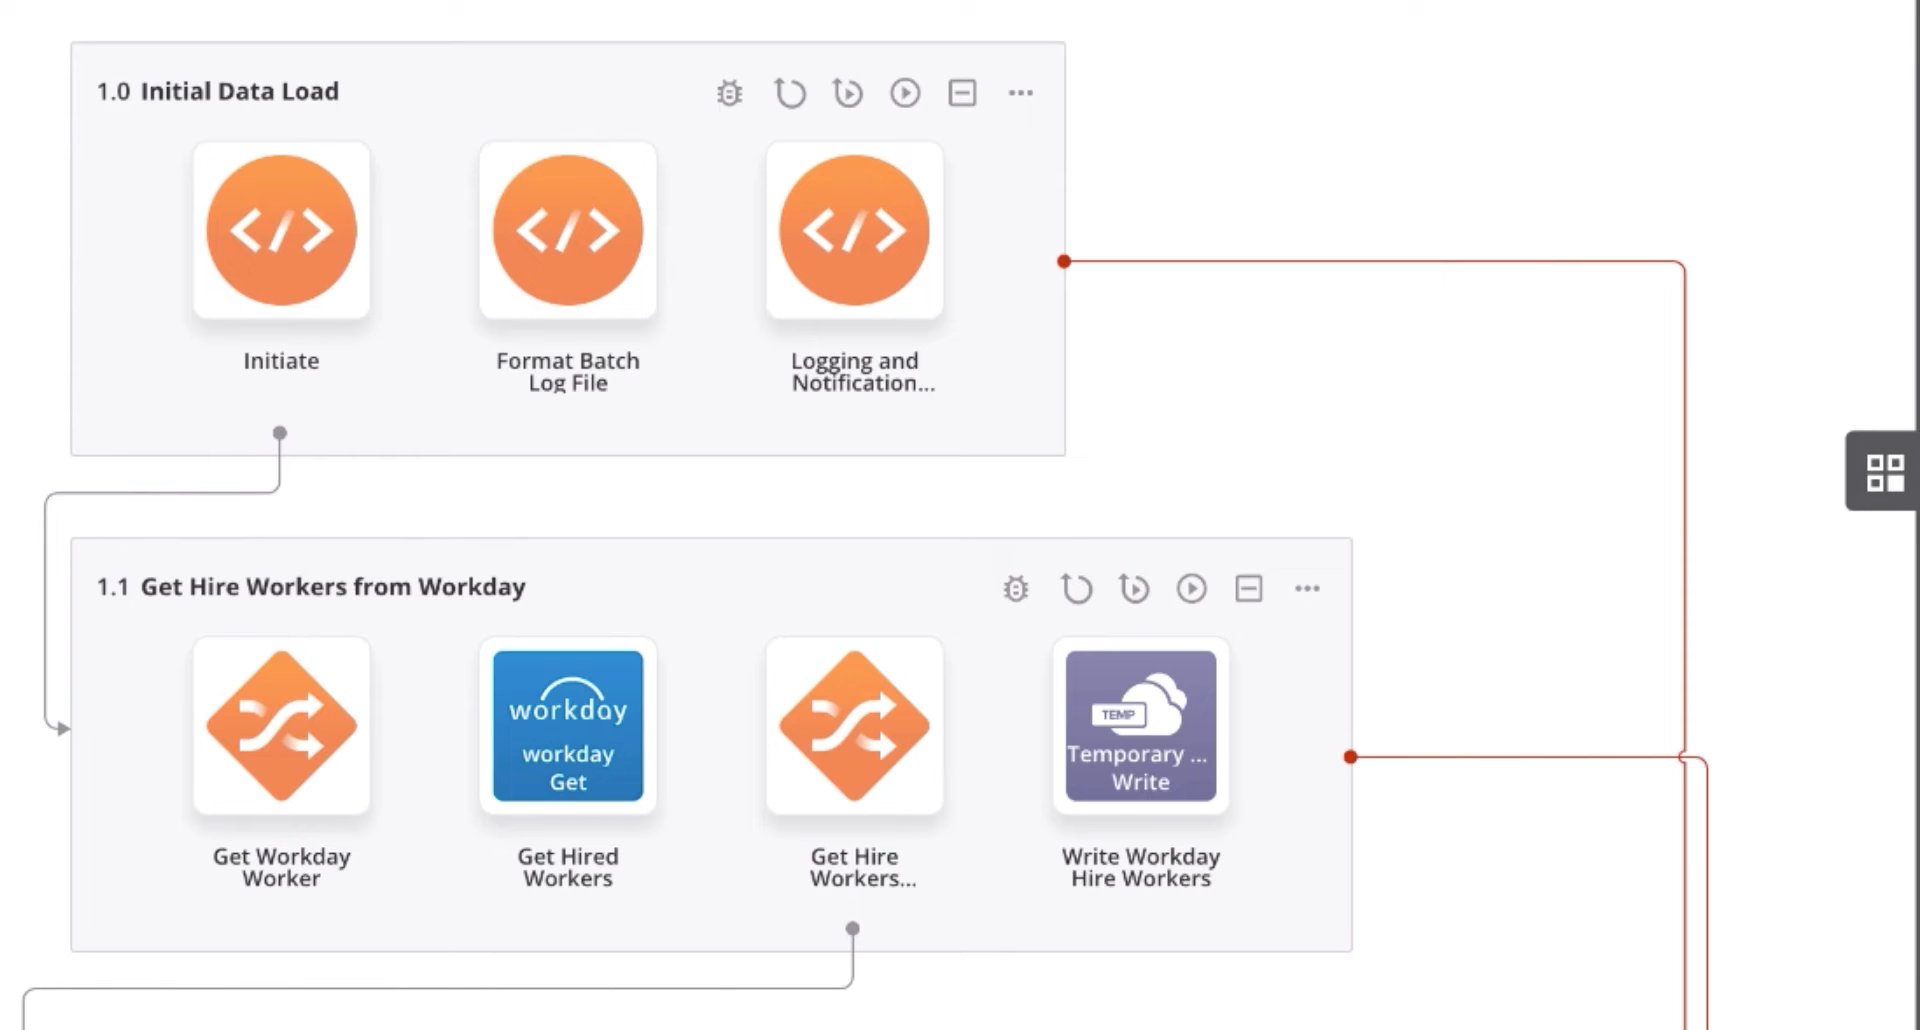 1.0 Initial Data Load
Initiate
Format Batch
Log File
Logging and
Notification...
1.1 Get Hire Workers from Workday
workday
workday
Get
TEMP
Temporary ...
Write
Get Workday
Worker
Get Hired
Workers
Get Hire
Workers...
Write Workday
Hire Workers